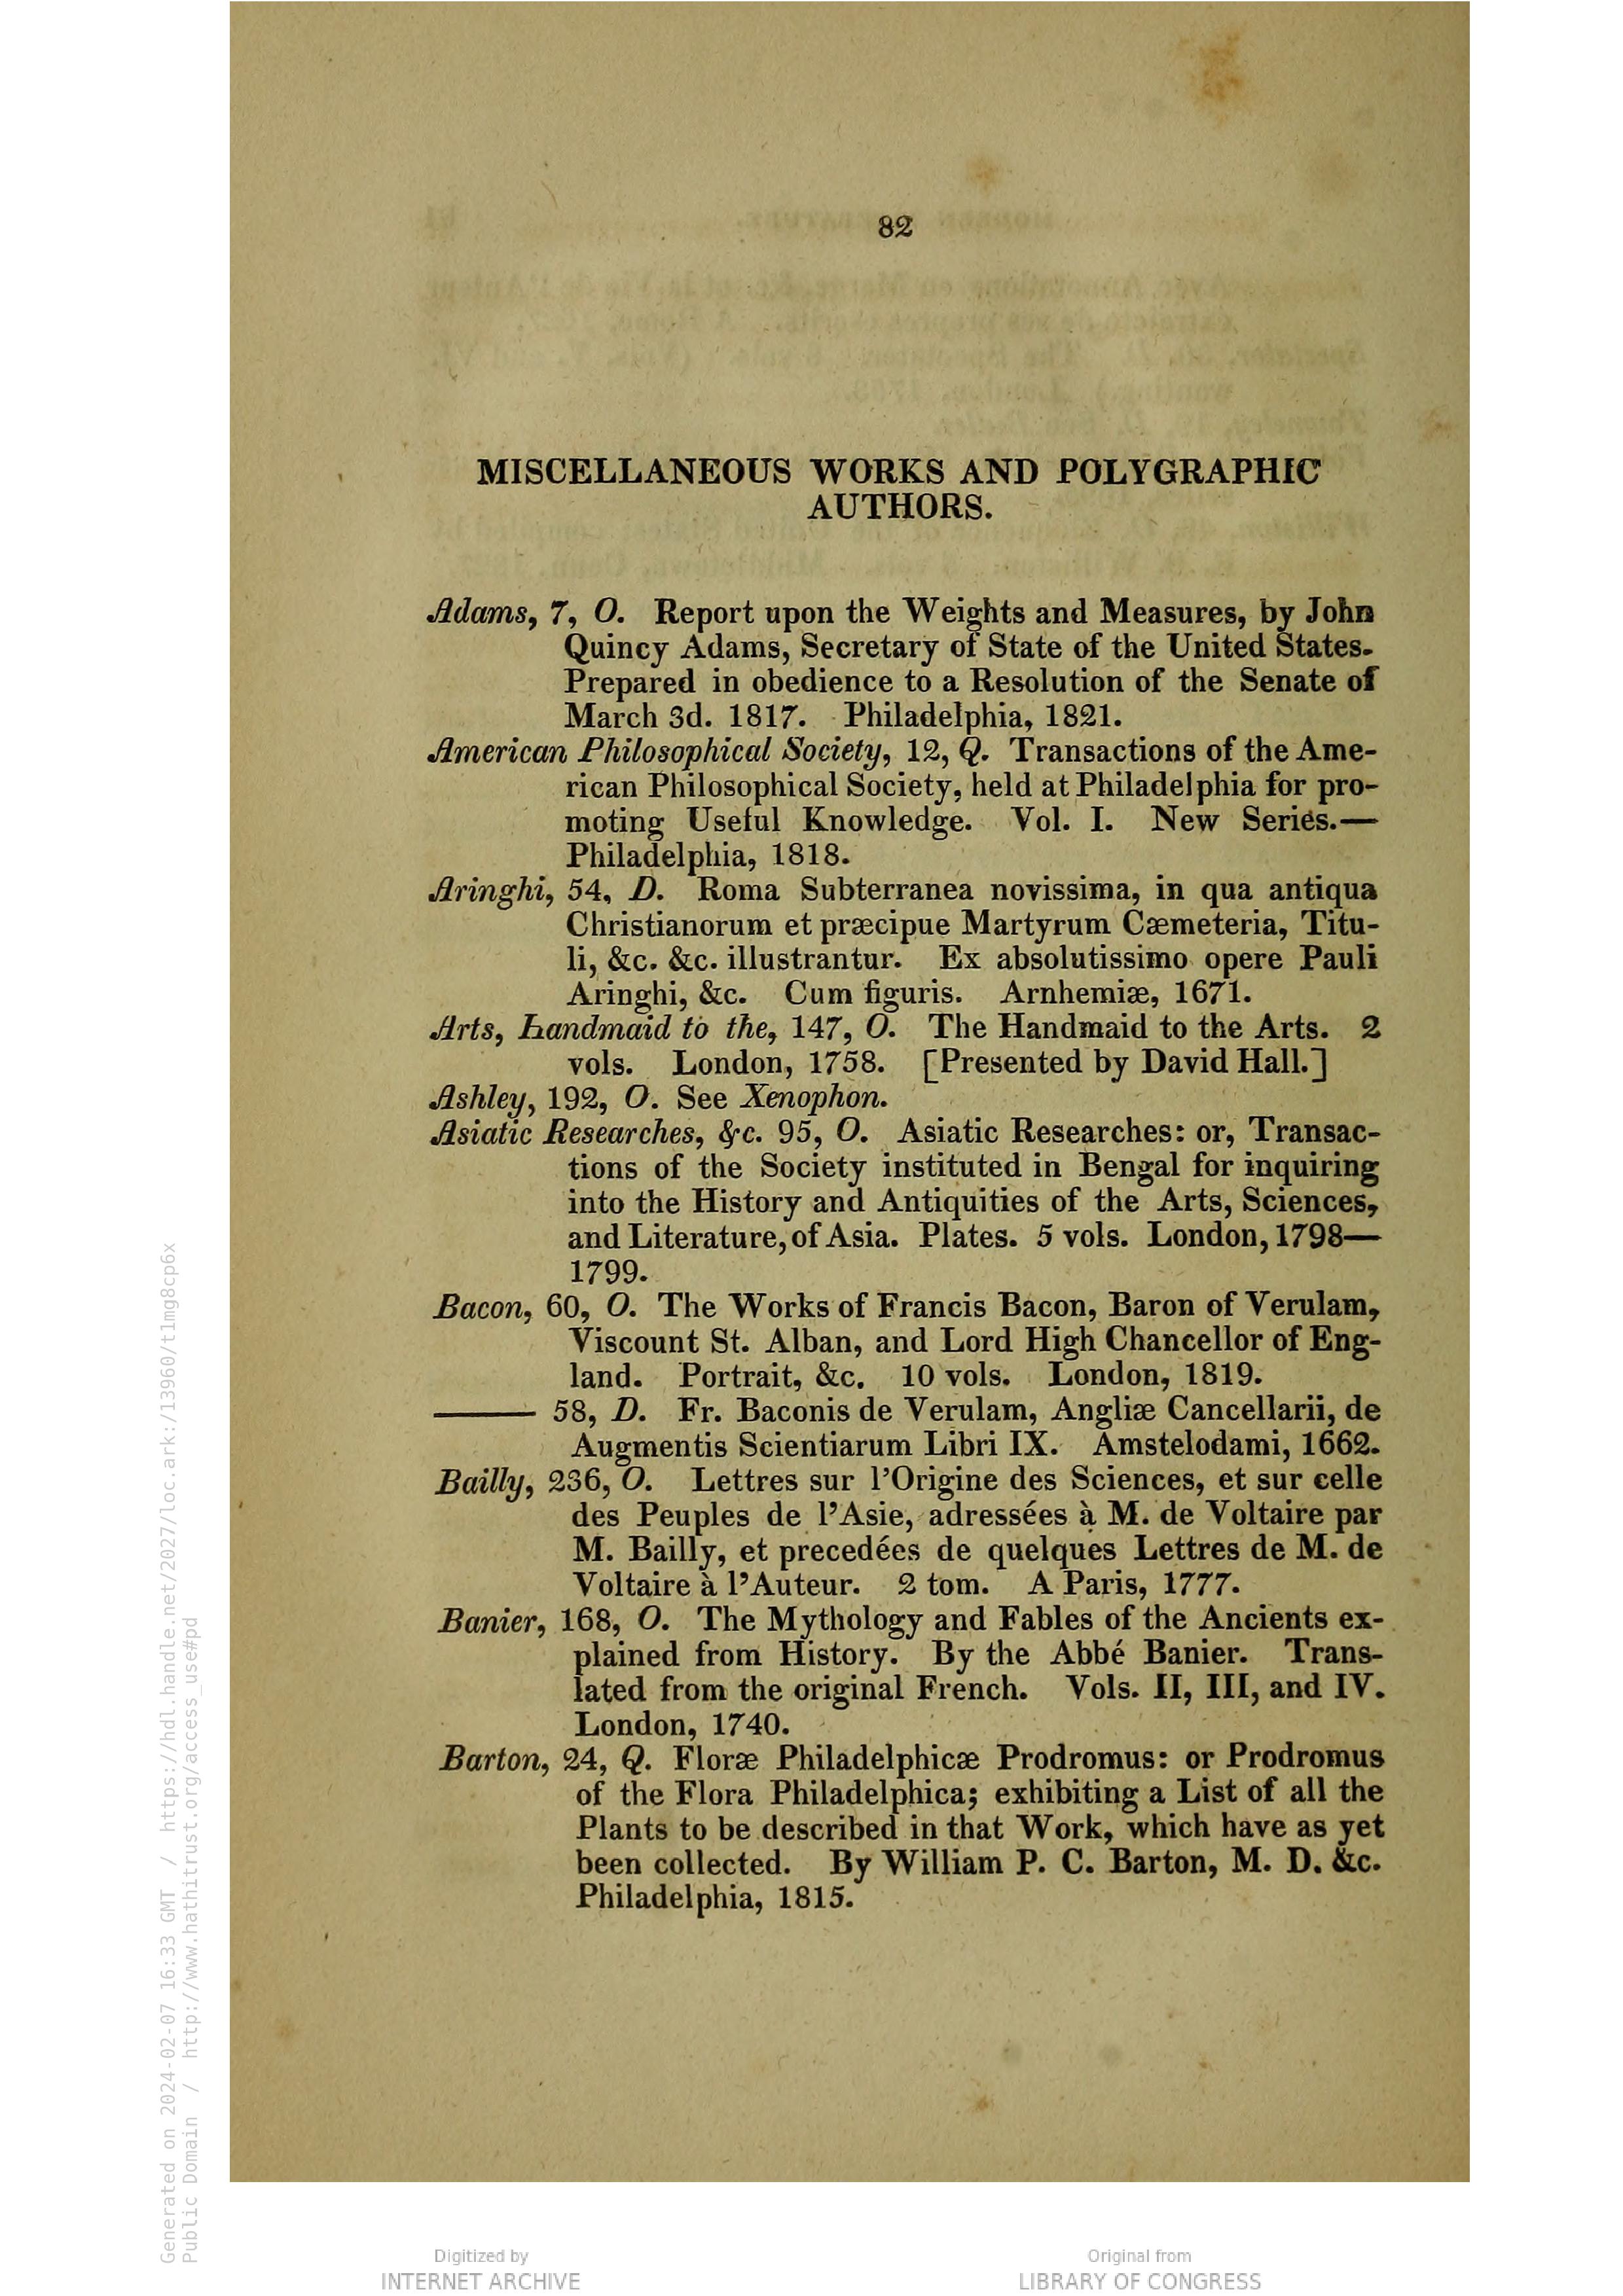 82
MISCELLANEOUS WORKS AND POLYGRAPHIC
AUTHORS.
Adams, 7, O. Report upon the Weights and Measures, by John
Quincy Adams, Secretary of State of the United States.
Prepared in obedience to a Resolution of the Senate of
March 3d. 1817. Philadelphia, 1821.
American Philosophical Society, 12, Q. Transactions of the Ame-
rican Philosophical Society, held at Philadelphia for pro-
moting Useful Knowledge. Vol. I. New Series.—
Philadelphia, 1818.
Aringhi, 54, D. Roma Subterranea novissima, in qua antiqua
Christianorum et præcipue Martyrum Cæmeteria, Titu-
li, &c. &c. illustrantur. Ex absolutissimo opere Pauli
Aringhi, &c. Cum figuris. Arnhemiæ, 1671.
Arts, handmaid to the, 147, O. The Handmaid to the Arts. 2
vols. London, 1758. [Presented by David Hall.]
Ashley, 192, O. See Xenophon.
Asiatic Researches, &c. 95, O. Asiatic Researches: or, Transac-
tions of the Society instituted in Bengal for inquiring
into the History and Antiquities of the Arts, Sciences,
and Literature, of Asia. Plates. 5 vols. London, 1798—
1799.
Bacon, 60, O. The Works of Francis Bacon, Baron of Verulam,
Viscount St. Alban, and Lord High Chancellor of Eng-
land. Portrait, &c. 10 vols. London, 1819.
——— 58, D. Fr. Baconis de Verulam, Angliæ Cancellarii, de
Augmentis Scientiarum Libri IX. Amstelodami, 1662.
Bailly, 236, O. Lettres sur l'Origine des Sciences, et sur celle
des Peuples de l'Asie, adressées à M. de Voltaire par
M. Bailly, et precedées de quelques Lettres de M. de
Voltaire à l'Auteur. 2 tom. A Paris, 1777.
Banier, 168, O. The Mythology and Fables of the Ancients ex-
plained from History. By the Abbé Banier. Trans-
lated from the original French. Vols. II, III, and IV.
London, 1740.
Barton, 24, Q. Floræ Philadelphicæ Prodromus: or Prodromus
of the Flora Philadelphica; exhibiting a List of all the
Plants to be described in that Work, which have as yet
been collected. By William P. C. Barton, M. D. &c.
Philadelphia, 1815.
Generated on 2024-02-07 16:33 GMT / https://hdl.handle.net/2027/loc.ark:/13960/t1mg8cp6x
Public Domain / http://www.hathitrust.org/access_use#pd
Digitized by
INTERNET ARCHIVE
Original from
LIBRARY OF CONGRESS